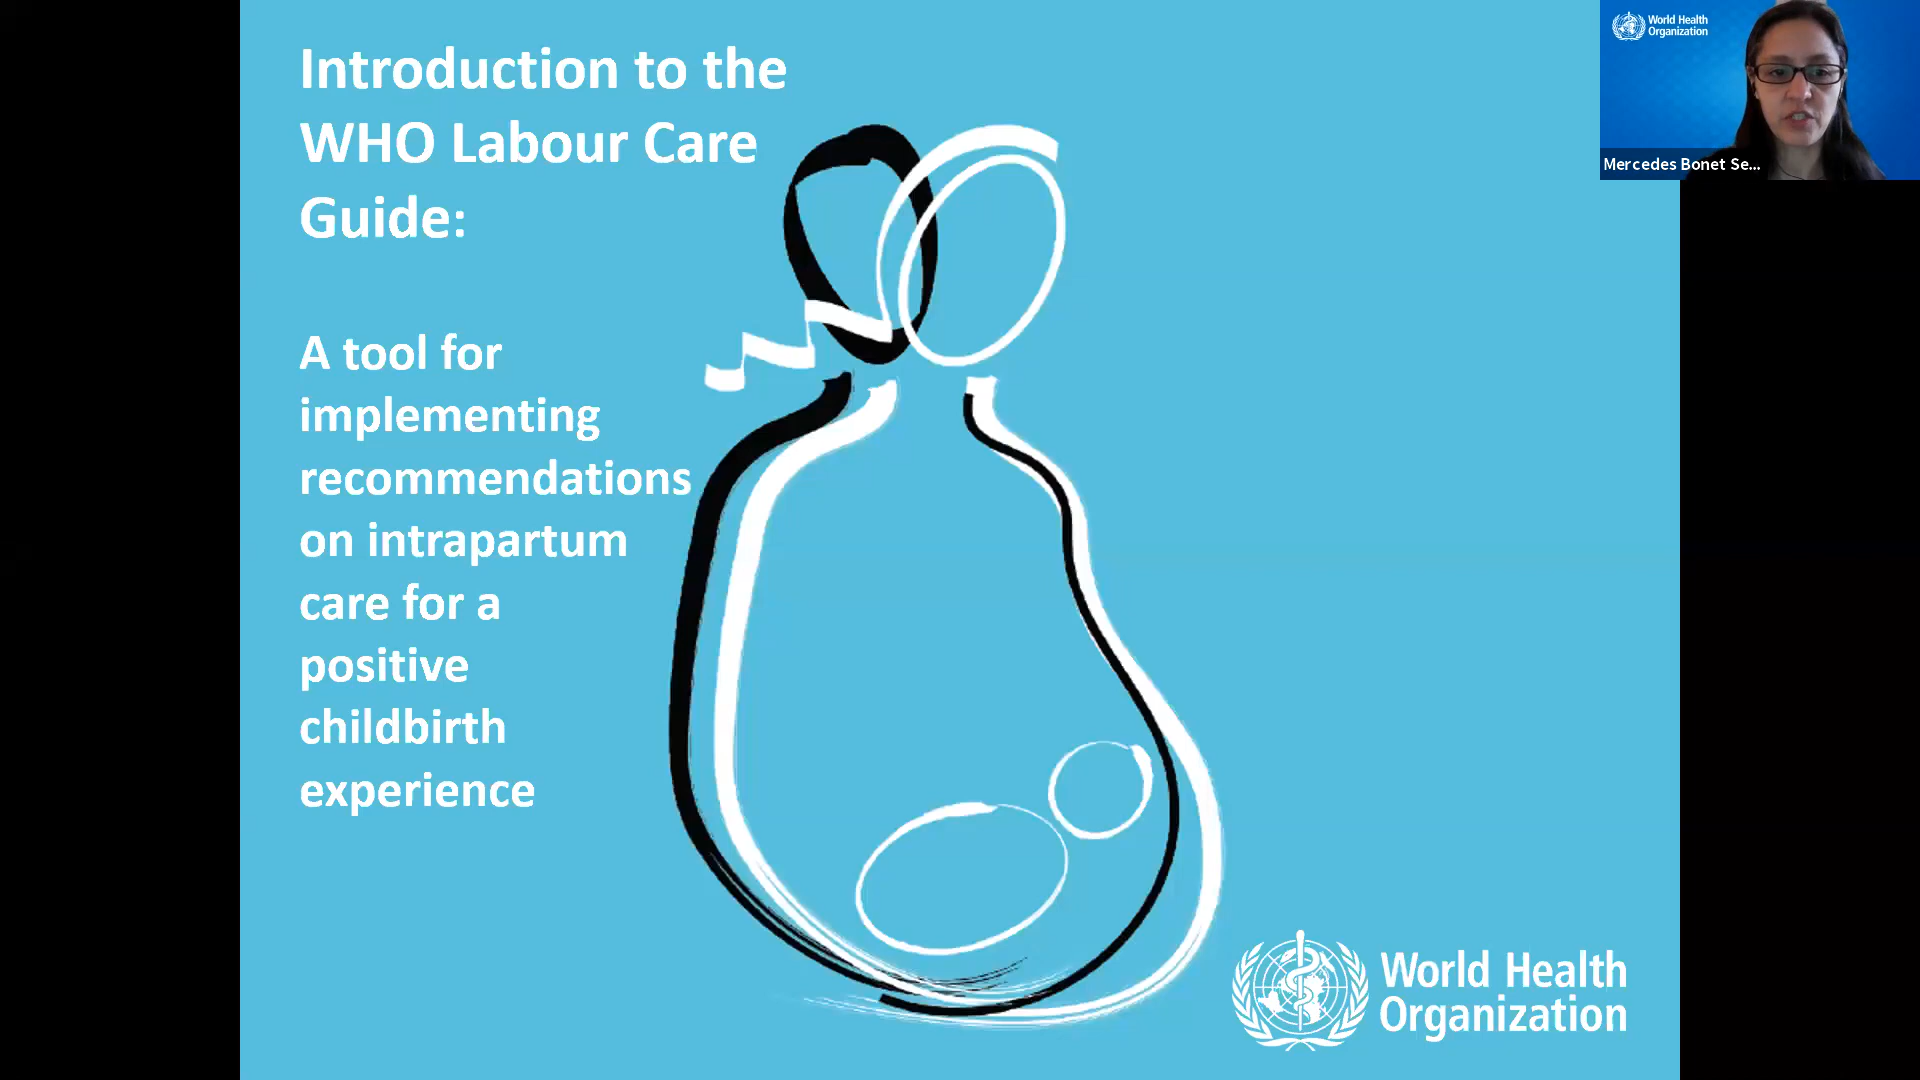 Introduction to the
WHO Labour Care
Guide:
A tool for
implementing
recommendations
on intrapartum
care for a
positive
childbirth
experience
World Health
Organization
World Health
Organization
Mercedes Bonet Se...